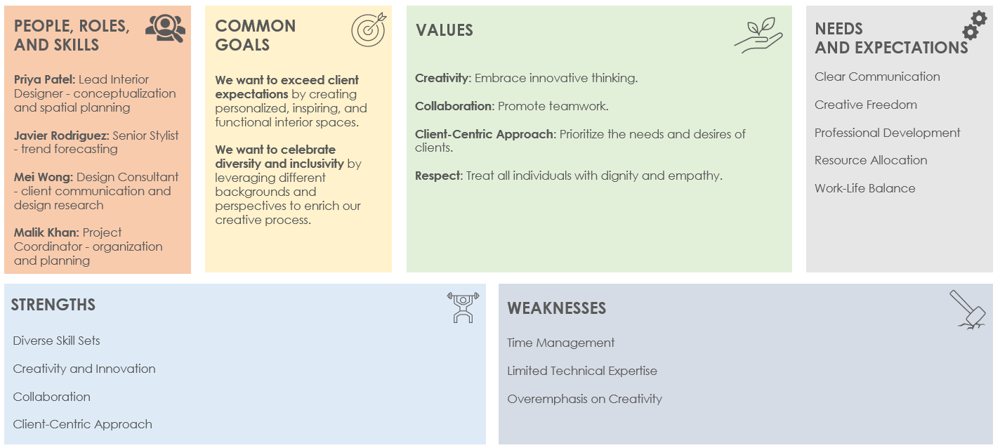 PEOPLE, ROLES,
AND SKILLS
Priya Patel: Lead Interior
Designer - conceptualization
and spatial planning
Javier Rodriguez: Senior Stylist
- trend forecasting
Mei Wong: Design Consultant
- client communication and
design research
Malik Khan: Project
Coordinator - organization
and planning
COMMON
GOALS
We want to exceed client
expectations by creating
personalized, inspiring, and
functional interior spaces.
We want to celebrate
diversity and inclusivity by
leveraging different
backgrounds and
perspectives to enrich our
creative process.
VALUES
Creativity: Embrace innovative thinking.
Collaboration: Promote teamwork.
Client-Centric Approach: Prioritize the needs and desires of
clients.
Respect: Treat all individuals with dignity and empathy.
NEEDS
AND EXPECTATIONS
Clear Communication
Creative Freedom
Professional Development
Resource Allocation
Work-Life Balance
STRENGTHS
Diverse Skill Sets
Creativity and Innovation
Collaboration
Client-Centric Approach
WEAKNESSES
Time Management
Limited Technical Expertise
Overemphasis on Creativity